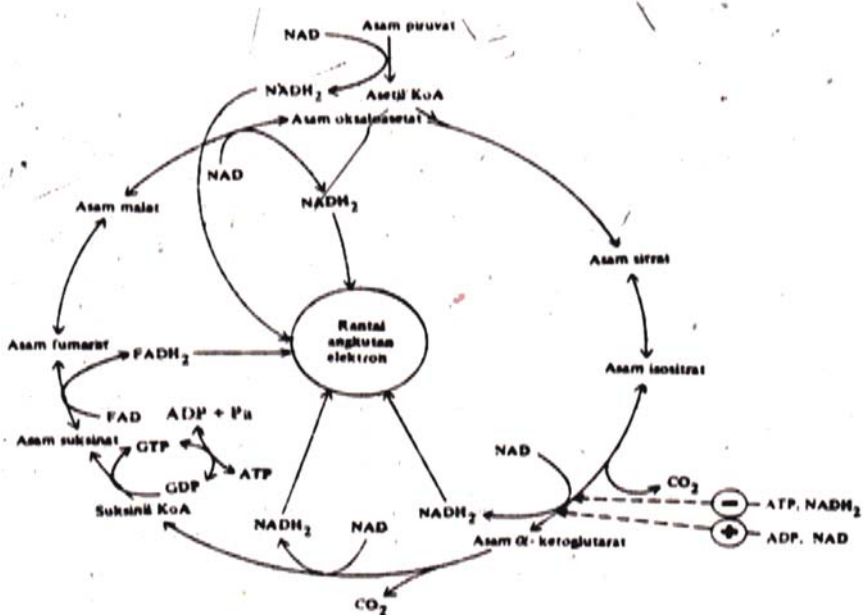 NAD
Asam piruvat
NADH₂
Asetil KoA
Asam oksaloasetat
NAD
NADH₂
Asam malat
Asam sitrat
Rantai
angkutan
elektron
Asam fumarat
FADH₂
Asam isositrat
FAD
ADP + Pa
Asam suksinat
GTP
ATP
NAD
CO₂
GDP
Suksinil KoA
− ATP, NADH₂
NADH₂
NAD
NADH₂
+ ADP, NAD
Asam α-ketoglutarat
CO₂